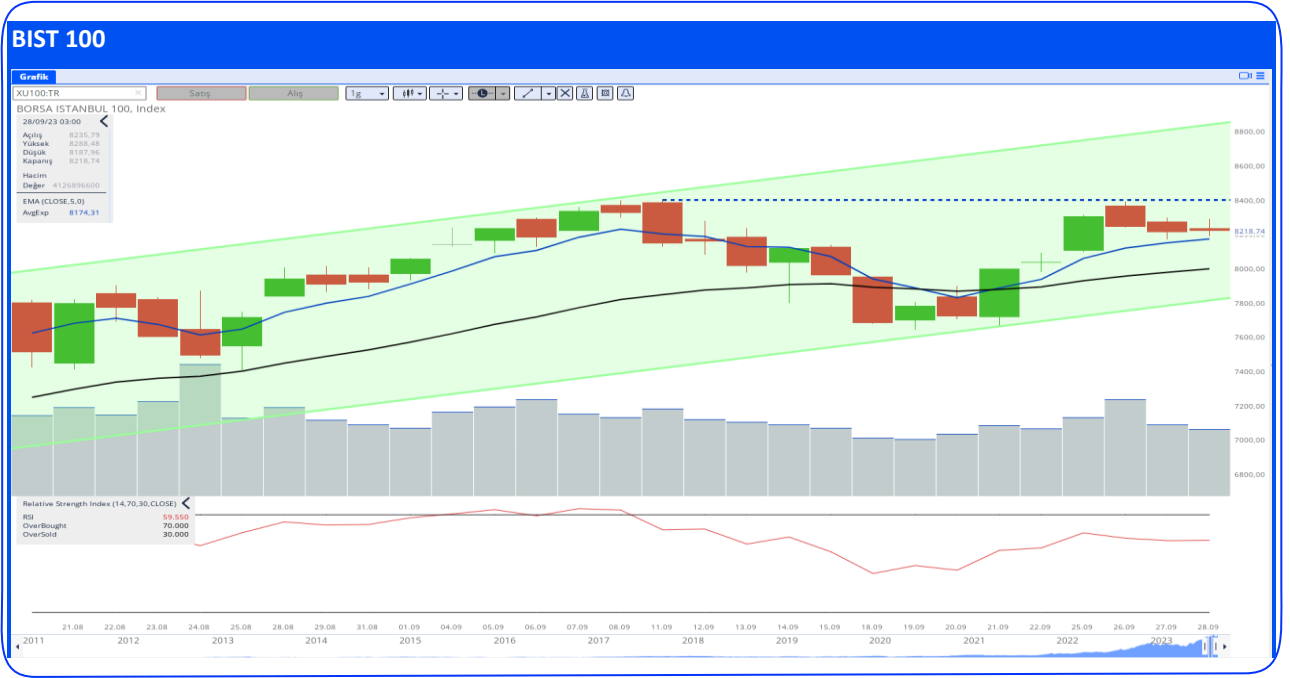 BIST 100
Grafik
XU100:TR
Satış
Alış
1g
L
BORSA ISTANBUL 100, Index
28/09/23 03:00
Açılış 8235,79
Yüksek 8288,48
Düşük 8187,96
Kapanış 8218,74
Hacim
Değer 4126896600
EMA (CLOSE,5,0)
AvgExp 8174,31
8800,00
8600,00
8400,00
8218,74
8000,00
7800,00
7600,00
7400,00
7200,00
7000,00
6800,00
Relative Strength Index (14,70,30,CLOSE)
RSI 59.550
OverBought 70.000
OverSold 30.000
21.08 22.08 23.08 24.08 25.08 28.08 29.08 31.08 01.09 04.09 05.09 06.09 07.09 08.09 11.09 12.09 13.09 14.09 15.09 18.09 19.09 20.09 21.09 22.09 25.09 26.09 27.09 28.09
2011 2012 2013 2014 2015 2016 2017 2018 2019 2020 2021 2022 2023